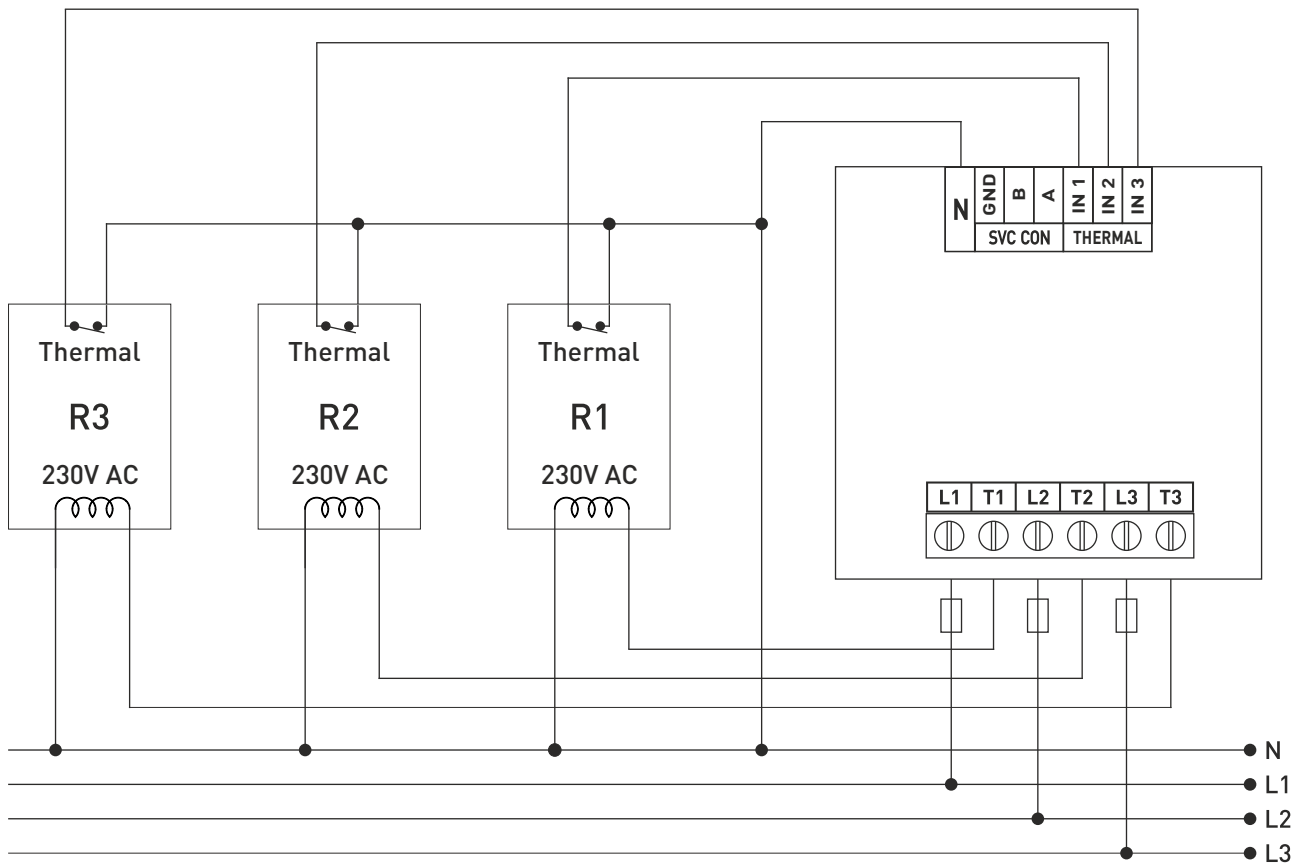 N
GND
B
A
IN 1
IN 2
IN 3
SVC CON
THERMAL
Thermal
R3
230V AC
Thermal
R2
230V AC
Thermal
R1
230V AC
L1 T1 L2 T2 L3 T3
N
L1
L2
L3